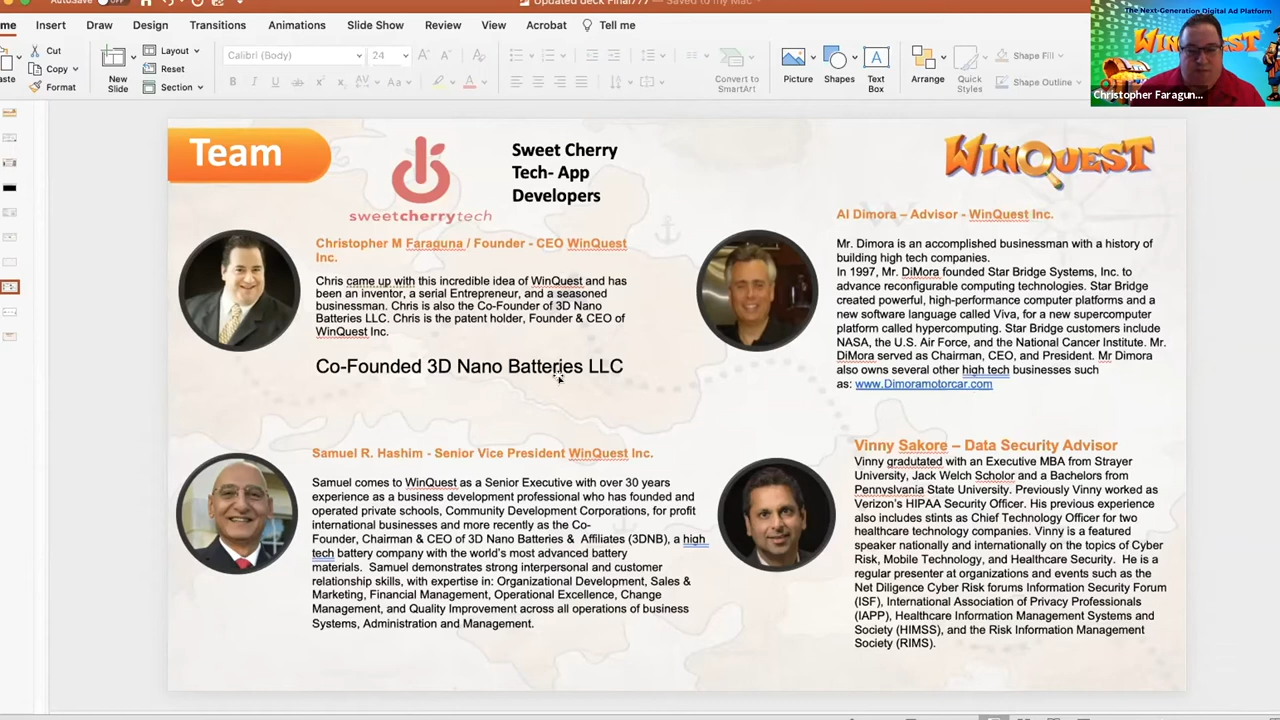 Updated deck Final777 — Saved to my Mac
AutoSave OFF
me Insert Draw Design Transitions Animations Slide Show Review View Acrobat Tell me
Cut
Copy
Format
New
Slide
Layout
Reset
Section
Calibri (Body) 24
Convert to
SmartArt
Picture
Shapes
Text
Box
Arrange
Quick
Styles
Shape Fill
Shape Outline
The Next-Generation Digital Ad Platform
WINQUEST
Christopher Faragun...
Team
sweetcherrytech
Sweet Cherry
Tech- App
Developers
WINQUEST
Christopher M Faraguna / Founder - CEO WinQuest
Inc.
Chris came up with this incredible idea of WinQuest and has
been an inventor, a serial Entrepreneur, and a seasoned
businessman. Chris is also the Co-Founder of 3D Nano
Batteries LLC. Chris is the patent holder, Founder & CEO of
WinQuest Inc.
Co-Founded 3D Nano Batteries LLC
Al Dimora – Advisor - WinQuest Inc.
Mr. Dimora is an accomplished businessman with a history of
building high tech companies.
In 1997, Mr. DiMora founded Star Bridge Systems, Inc. to
advance reconfigurable computing technologies. Star Bridge
created powerful, high-performance computer platforms and a
new software language called Viva, for a new supercomputer
platform called hypercomputing. Star Bridge customers include
NASA, the U.S. Air Force, and the National Cancer Institute. Mr.
DiMora served as Chairman, CEO, and President. Mr Dimora
also owns several other high tech businesses such
as: www.Dimoramotorcar.com
Samuel R. Hashim - Senior Vice President WinQuest Inc.
Samuel comes to WinQuest as a Senior Executive with over 30 years
experience as a business development professional who has founded and
operated private schools, Community Development Corporations, for profit
international businesses and more recently as the Co-
Founder, Chairman & CEO of 3D Nano Batteries & Affiliates (3DNB), a high
tech battery company with the world's most advanced battery
materials. Samuel demonstrates strong interpersonal and customer
relationship skills, with expertise in: Organizational Development, Sales &
Marketing, Financial Management, Operational Excellence, Change
Management, and Quality Improvement across all operations of business
Systems, Administration and Management.
Vinny Sakore – Data Security Advisor
Vinny gradutated with an Executive MBA from Strayer
University, Jack Welch Scholor and a Bachelors from
Pennsylvania State University. Previously Vinny worked as
Verizon's HIPAA Security Officer. His previous experience
also includes stints as Chief Technology Officer for two
healthcare technology companies. Vinny is a featured
speaker nationally and internationally on the topics of Cyber
Risk, Mobile Technology, and Healthcare Security. He is a
regular presenter at organizations and events such as the
Net Diligence Cyber Risk forums Information Security Forum
(ISF), International Association of Privacy Professionals
(IAPP), Healthcare Information Management Systems and
Society (HIMSS), and the Risk Information Management
Society (RIMS).